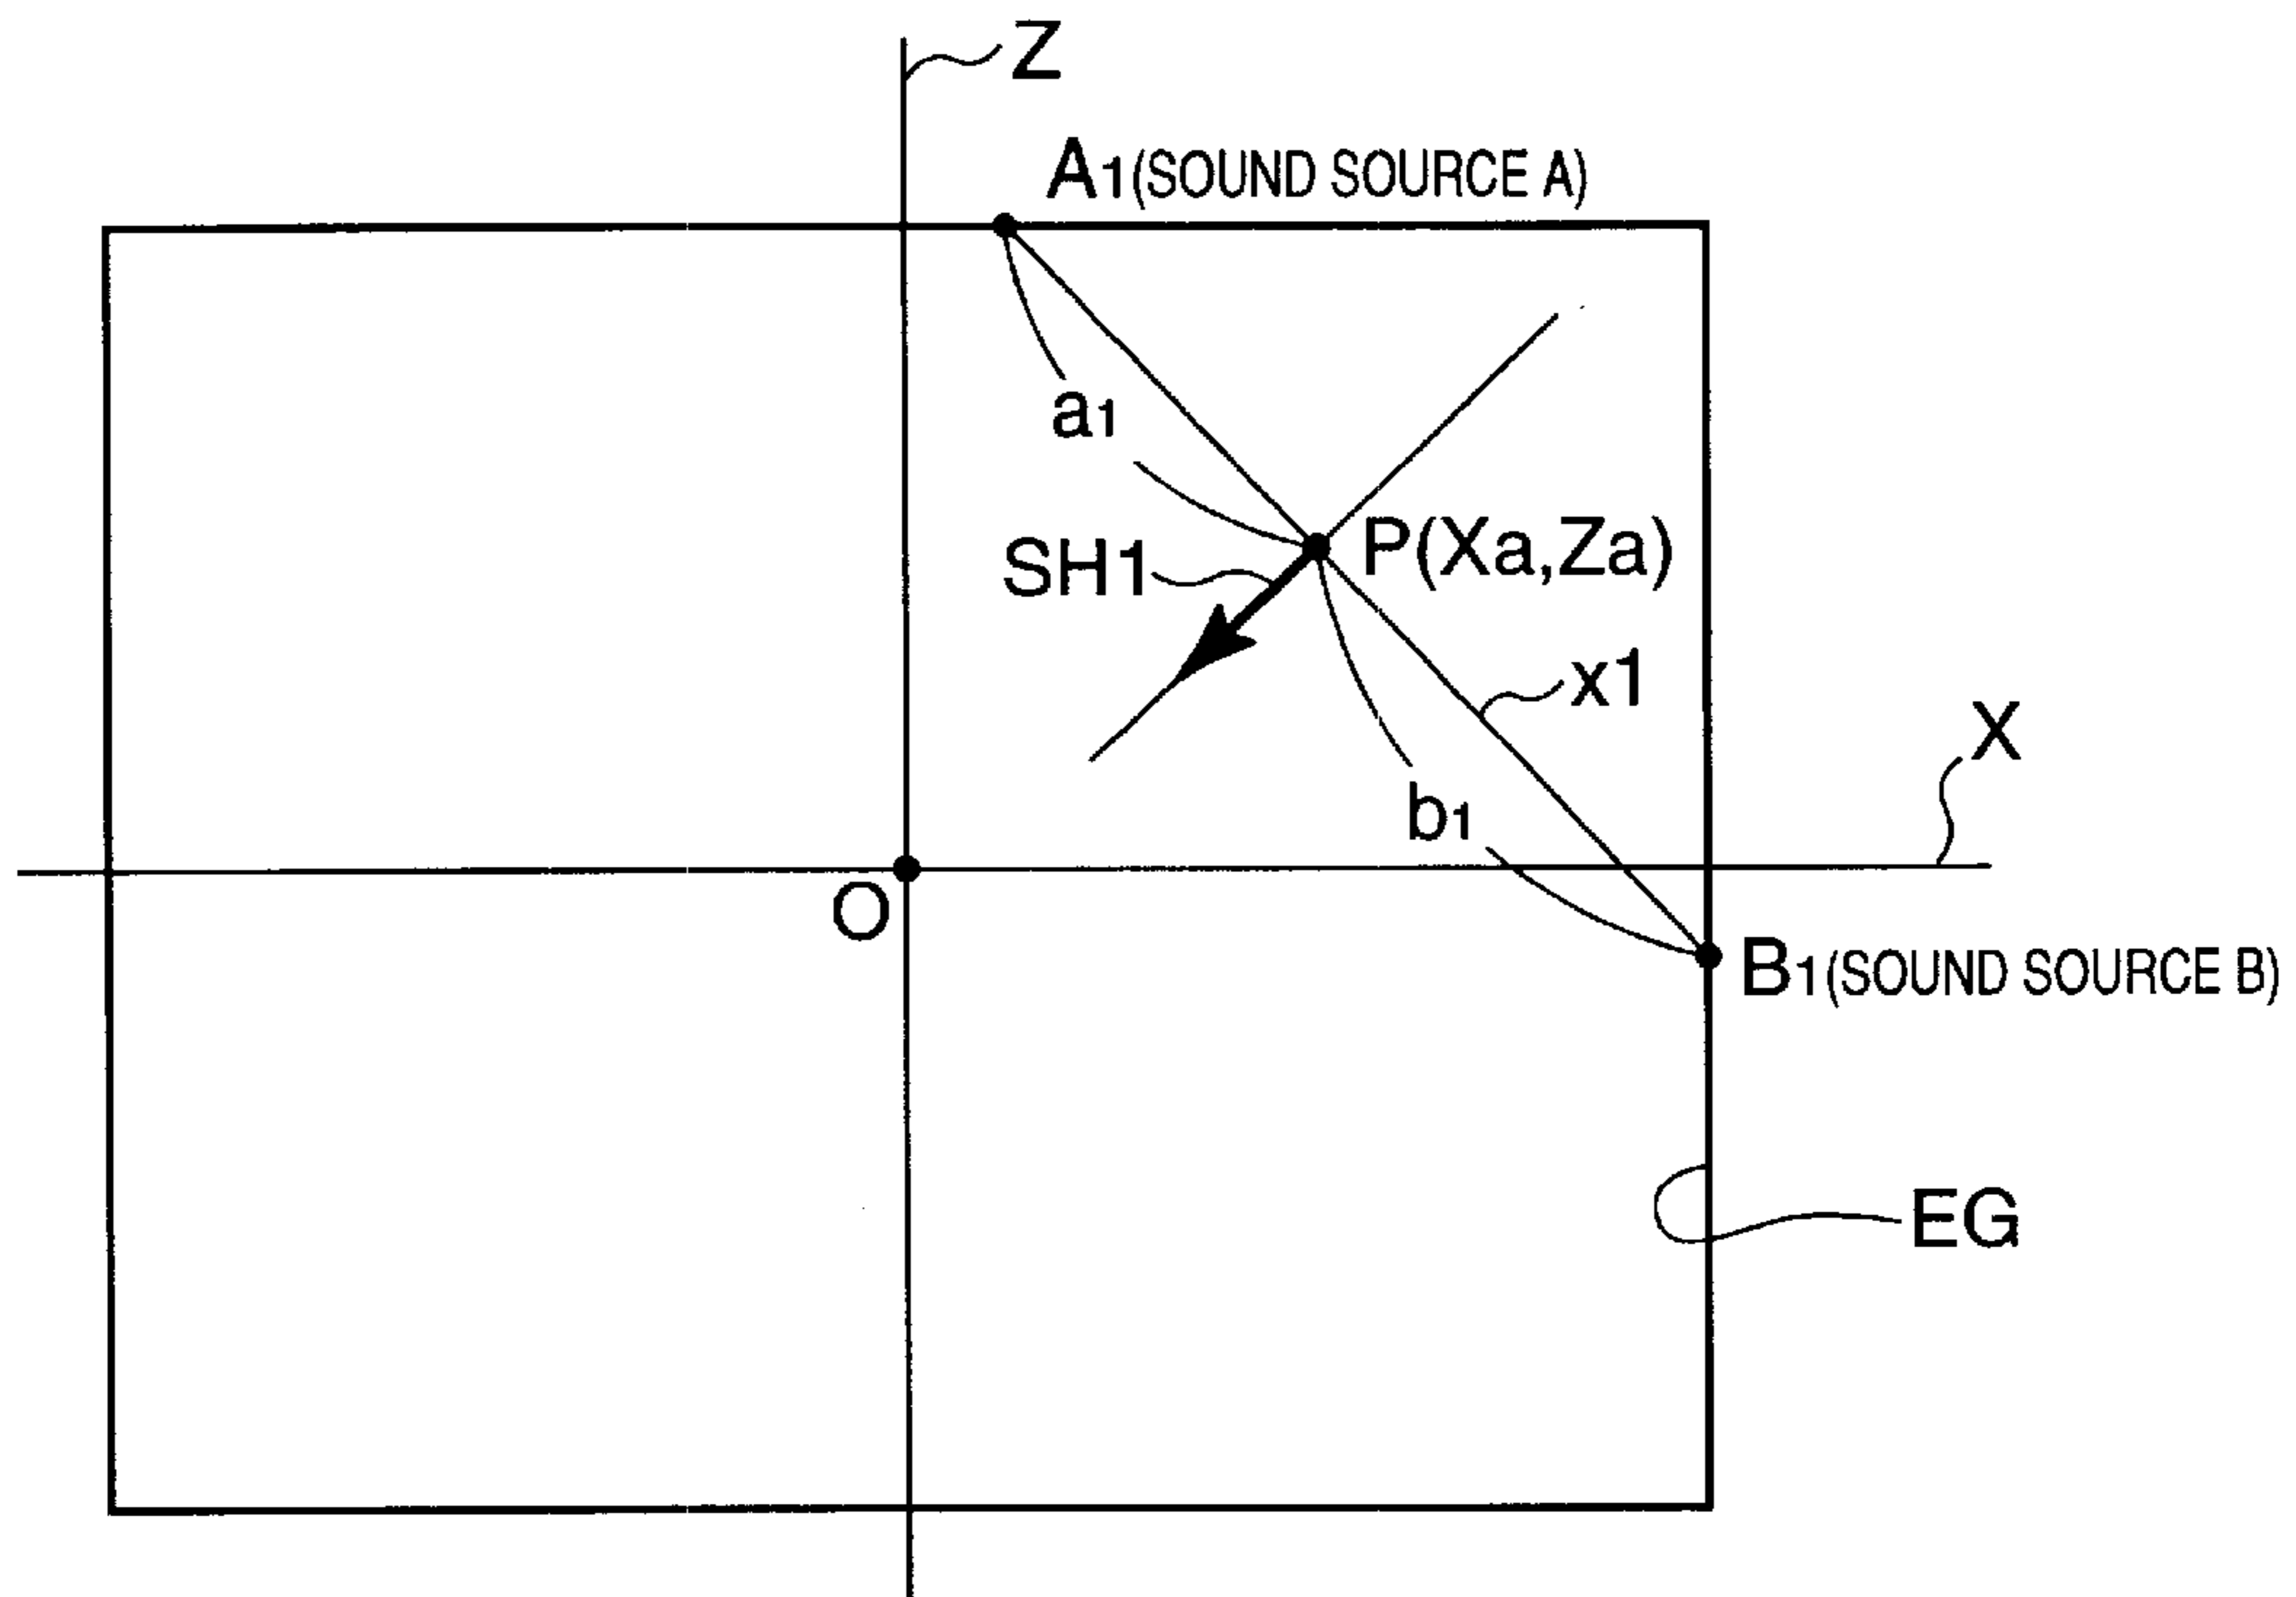 Z
A1(SOUND SOURCE A)
a1
SH1
P(Xa,Za)
x1
X
b1
O
B1(SOUND SOURCE B)
EG